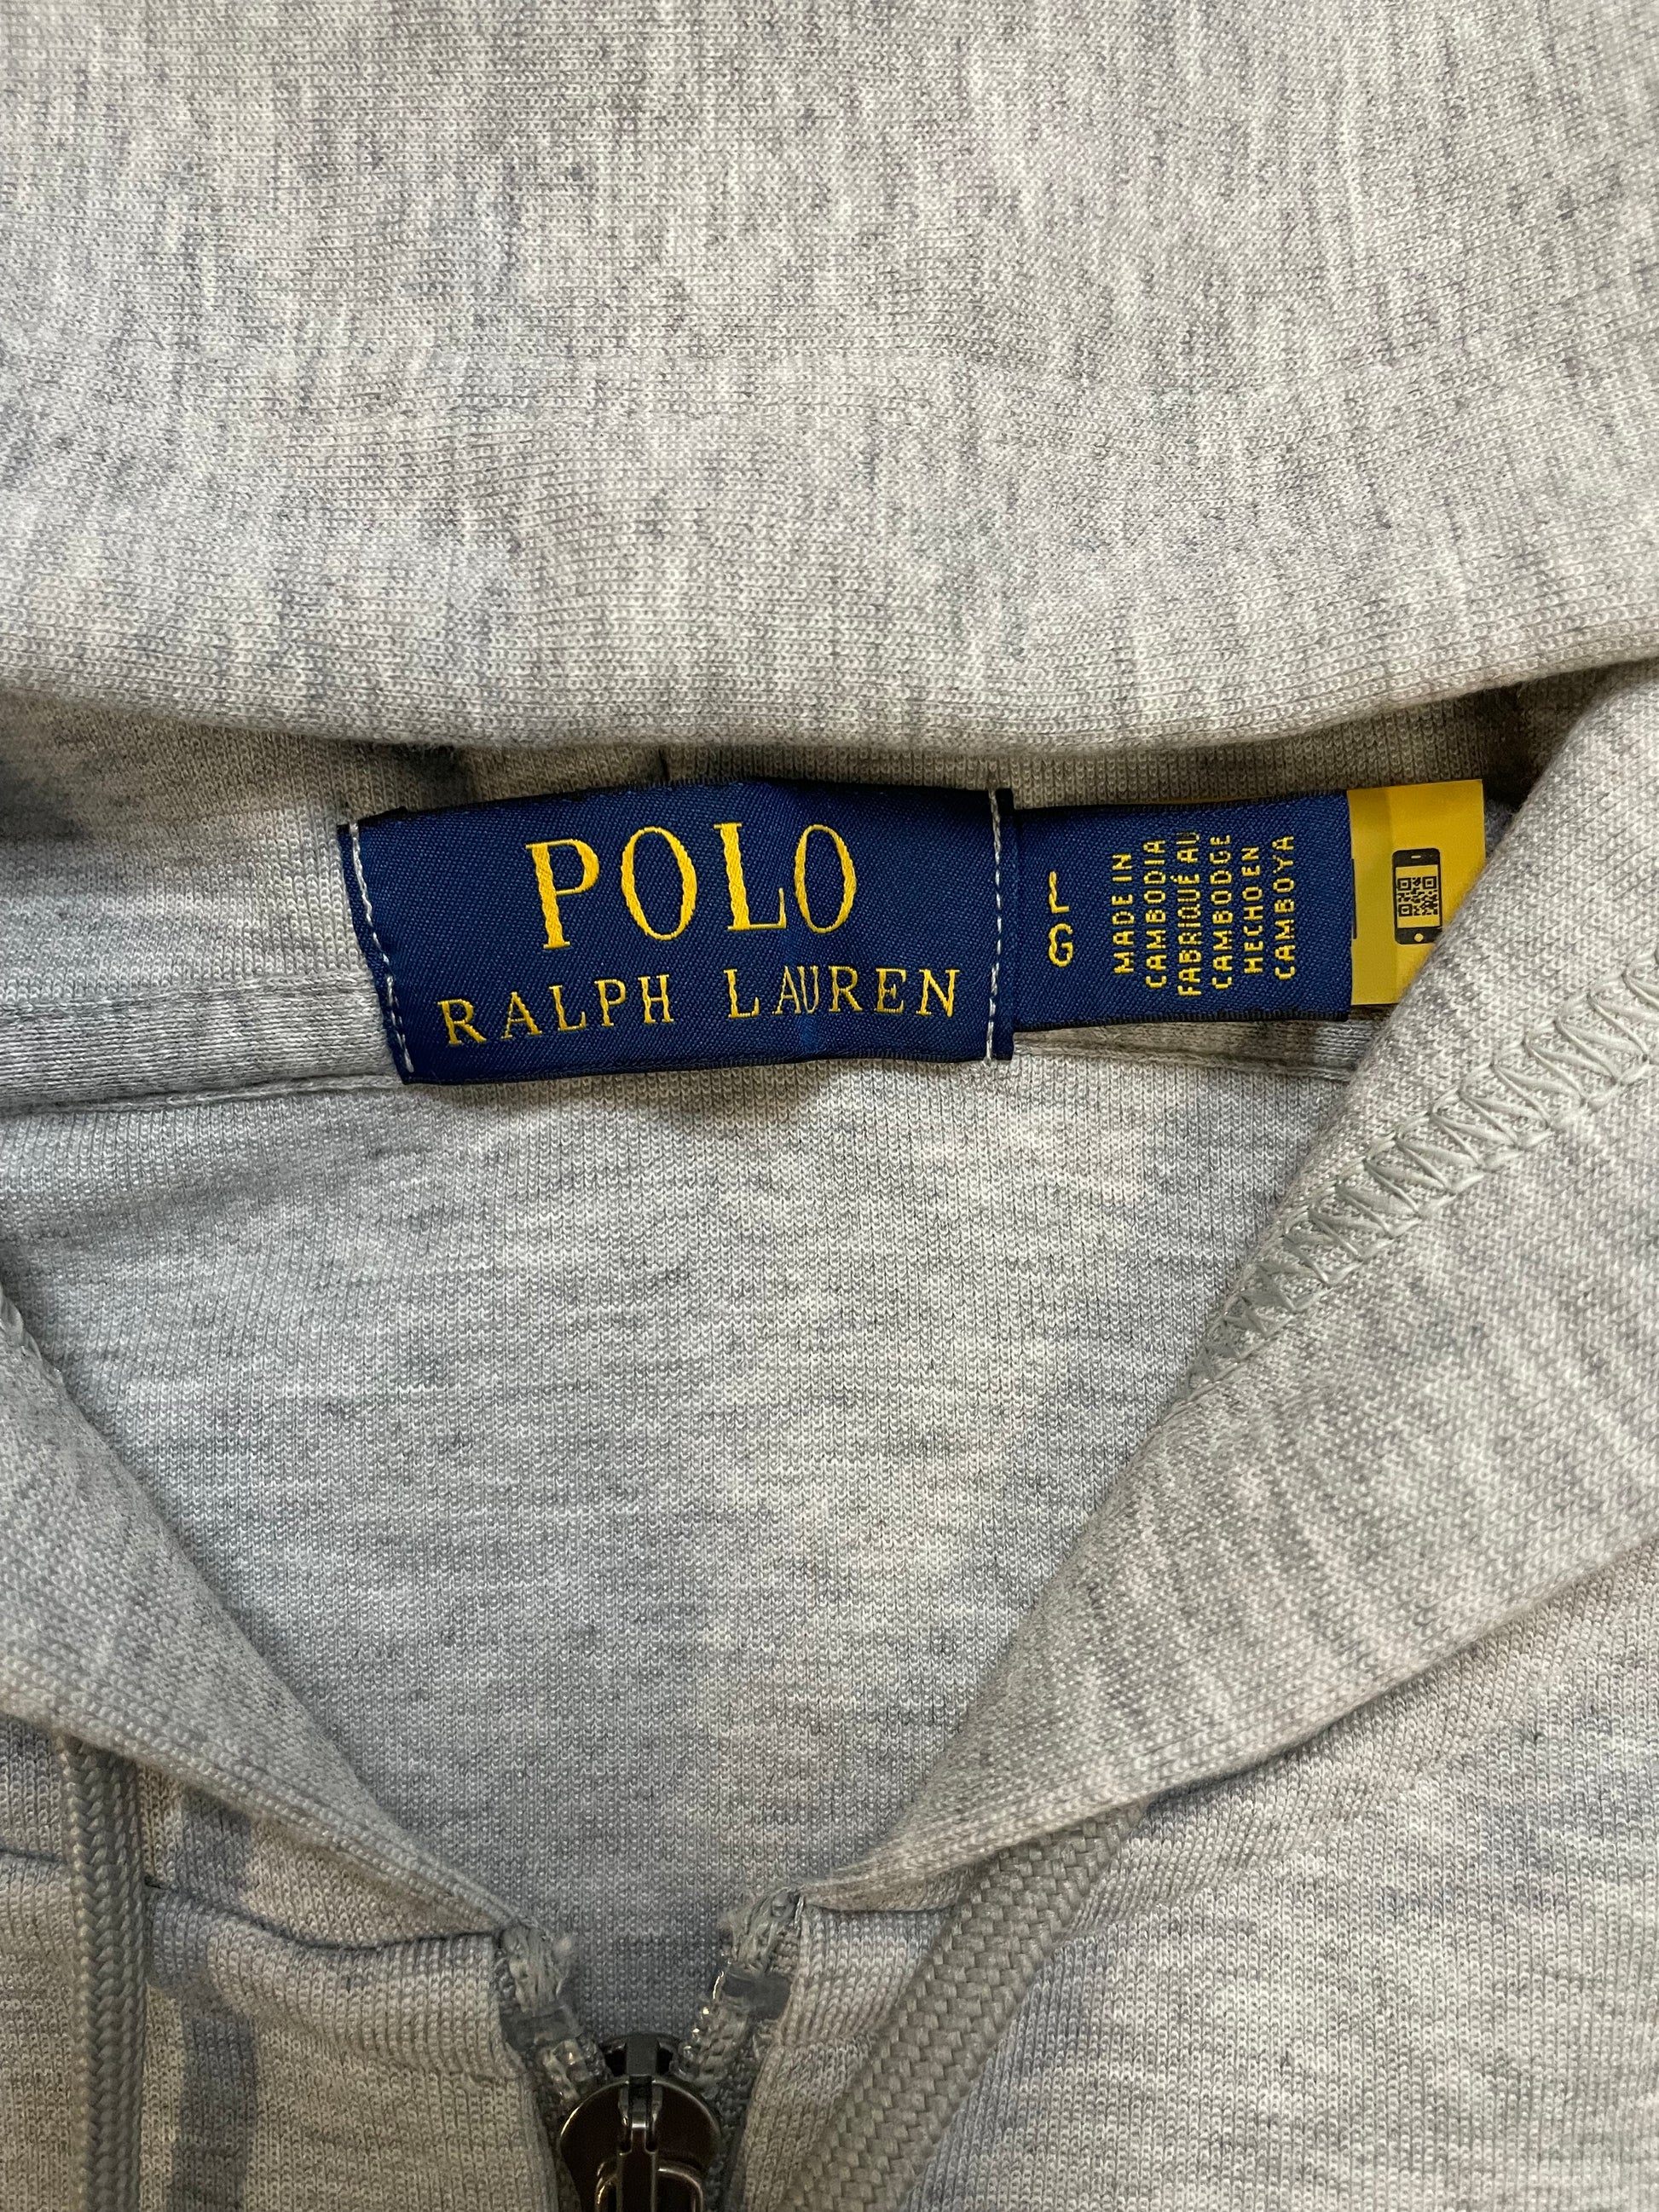 POLO
RALPH LAUREN
L
G
MADE IN
CAMBODIA
FABRIQUÉ AU
CAMBODGE
HECHO EN
CAMBOYA